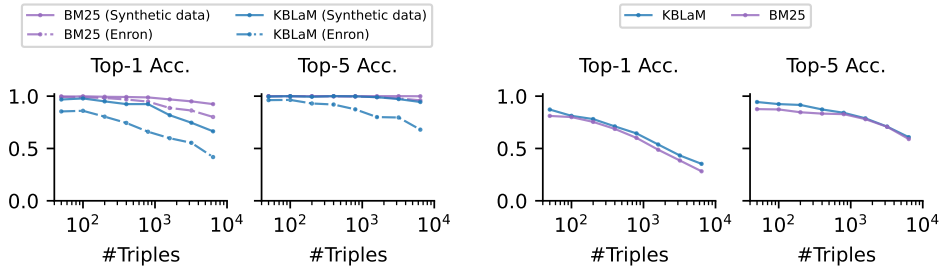 BM25 (Synthetic data) KBLaM (Synthetic data)
BM25 (Enron) KBLaM (Enron)
KBLaM BM25
Top-1 Acc. Top-5 Acc. Top-1 Acc. Top-5 Acc.
1.0 1.0
0.5 0.5
0.0 0.0
10² 10³ 10⁴ 10² 10³ 10⁴ 10² 10³ 10⁴ 10² 10³ 10⁴
#Triples #Triples #Triples #Triples